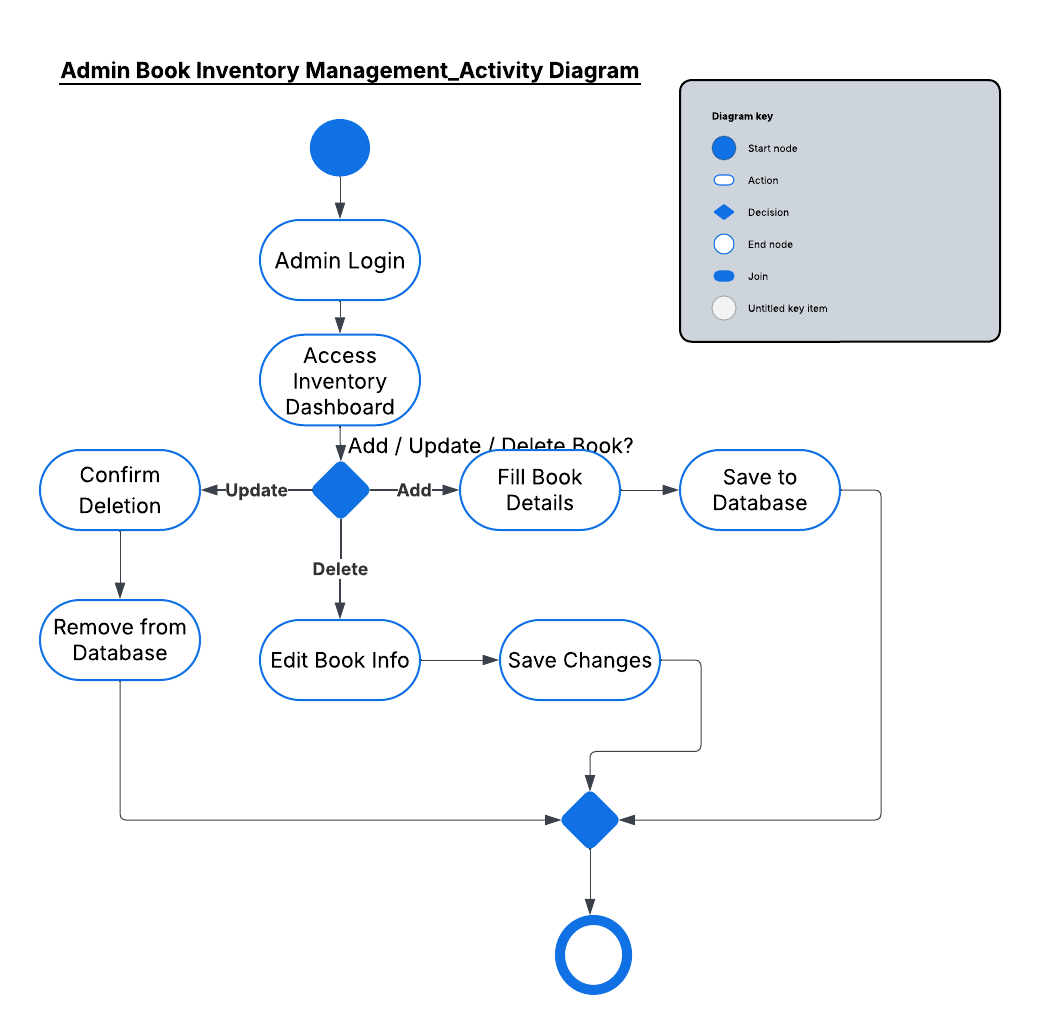 Admin Book Inventory Management_Activity Diagram
Diagram key
Start node
Action
Decision
End node
Join
Untitled key item
Admin Login
Access
Inventory
Dashboard
Add / Update / Delete Book?
Confirm
Deletion
Update
Add
Fill Book
Details
Save to
Database
Delete
Remove from
Database
Edit Book Info
Save Changes